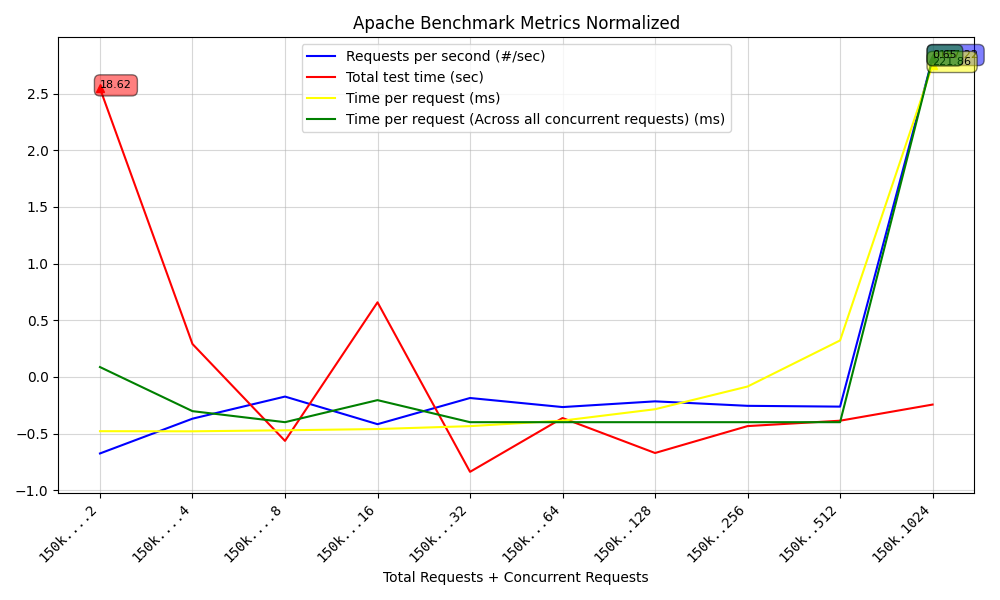 Apache Benchmark Metrics Normalized
Requests per second (#/sec)
Total test time (sec)
Time per request (ms)
Time per request (Across all concurrent requests) (ms)
18.62
0.65
221.86
2.5
2.0
1.5
1.0
0.5
0.0
−0.5
−1.0
150k....2
150k....4
150k....8
150k...16
150k...32
150k...64
150k..128
150k..256
150k..512
150k.1024
Total Requests + Concurrent Requests